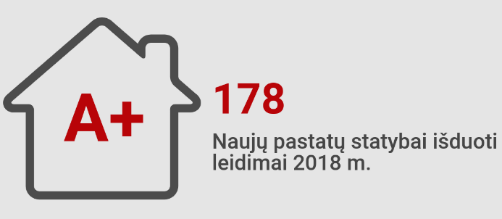 A+
178
Naujų pastatų statybai išduoti
leidimai 2018 m.